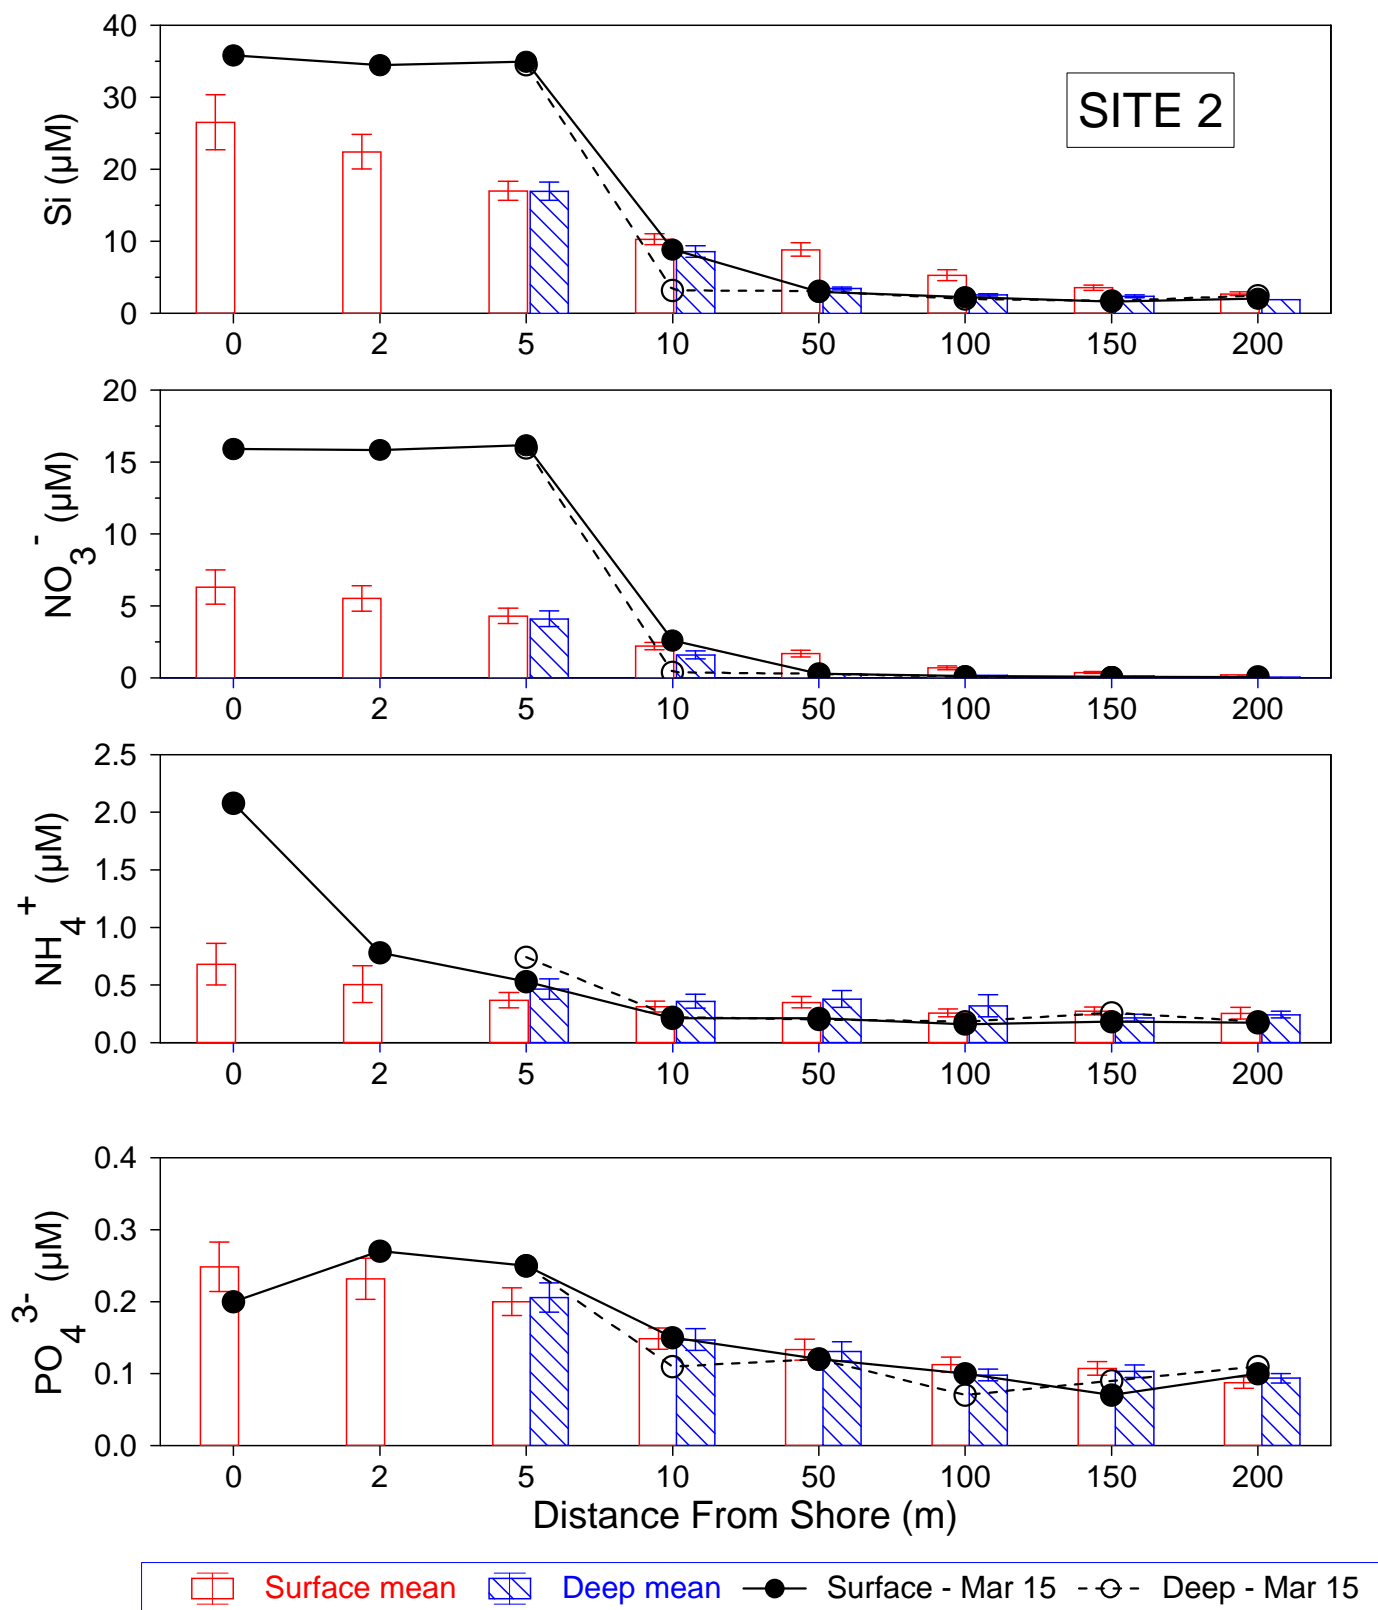 SITE 2
Si (µM)
40
30
20
10
0
0 2 5 10 50 100 150 200
NO3- (µM)
20
15
10
5
0
0 2 5 10 50 100 150 200
NH4+ (µM)
2.5
2.0
1.5
1.0
0.5
0.0
0 2 5 10 50 100 150 200
PO43- (µM)
0.4
0.3
0.2
0.1
0.0
0 2 5 10 50 100 150 200
Distance From Shore (m)
Surface mean Deep mean Surface - Mar 15 Deep - Mar 15